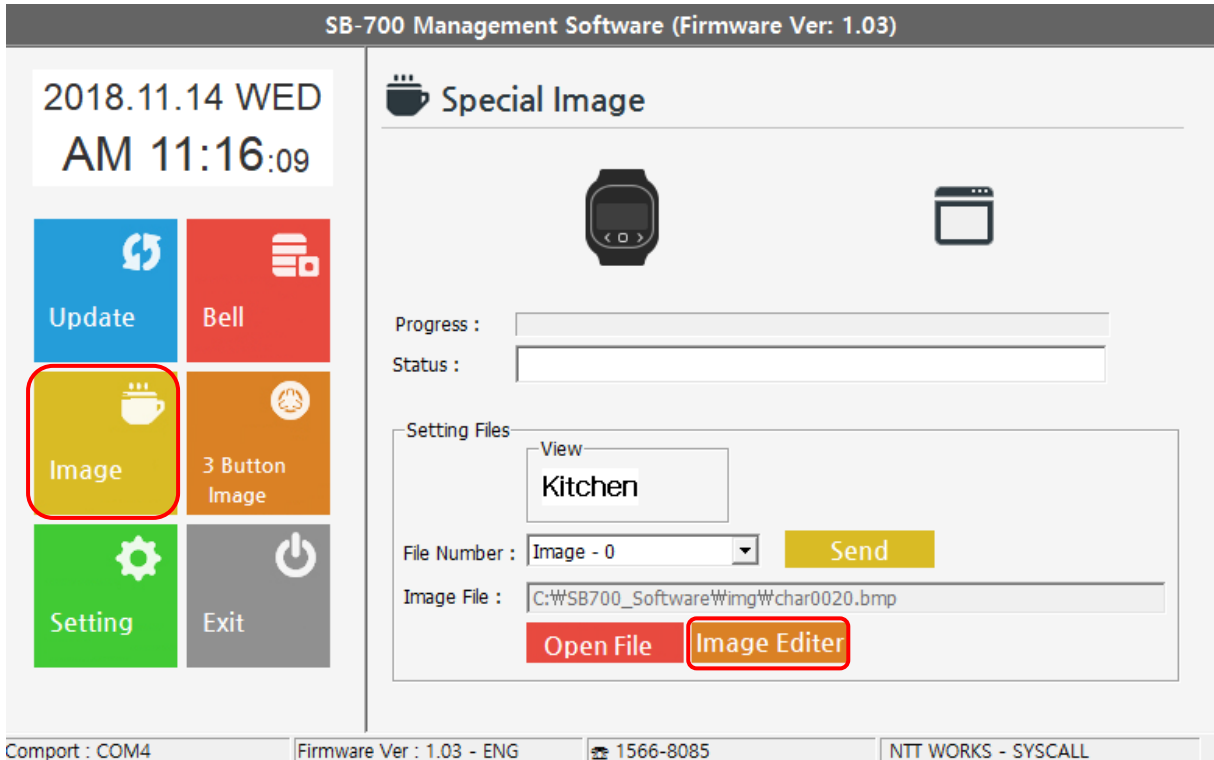 SB-700 Management Software (Firmware Ver: 1.03)
2018.11.14 WED
AM 11:16:09
Update
Bell
Image
3 Button
Image
Setting
Exit
Special Image
Progress :
Status :
Setting Files
View
Kitchen
File Number : Image - 0 Send
Image File : C:₩SB700_Software₩img₩char0020.bmp
Open File Image Editer
Comport : COM4 Firmware Ver : 1.03 - ENG ☎ 1566-8085 NTT WORKS - SYSCALL